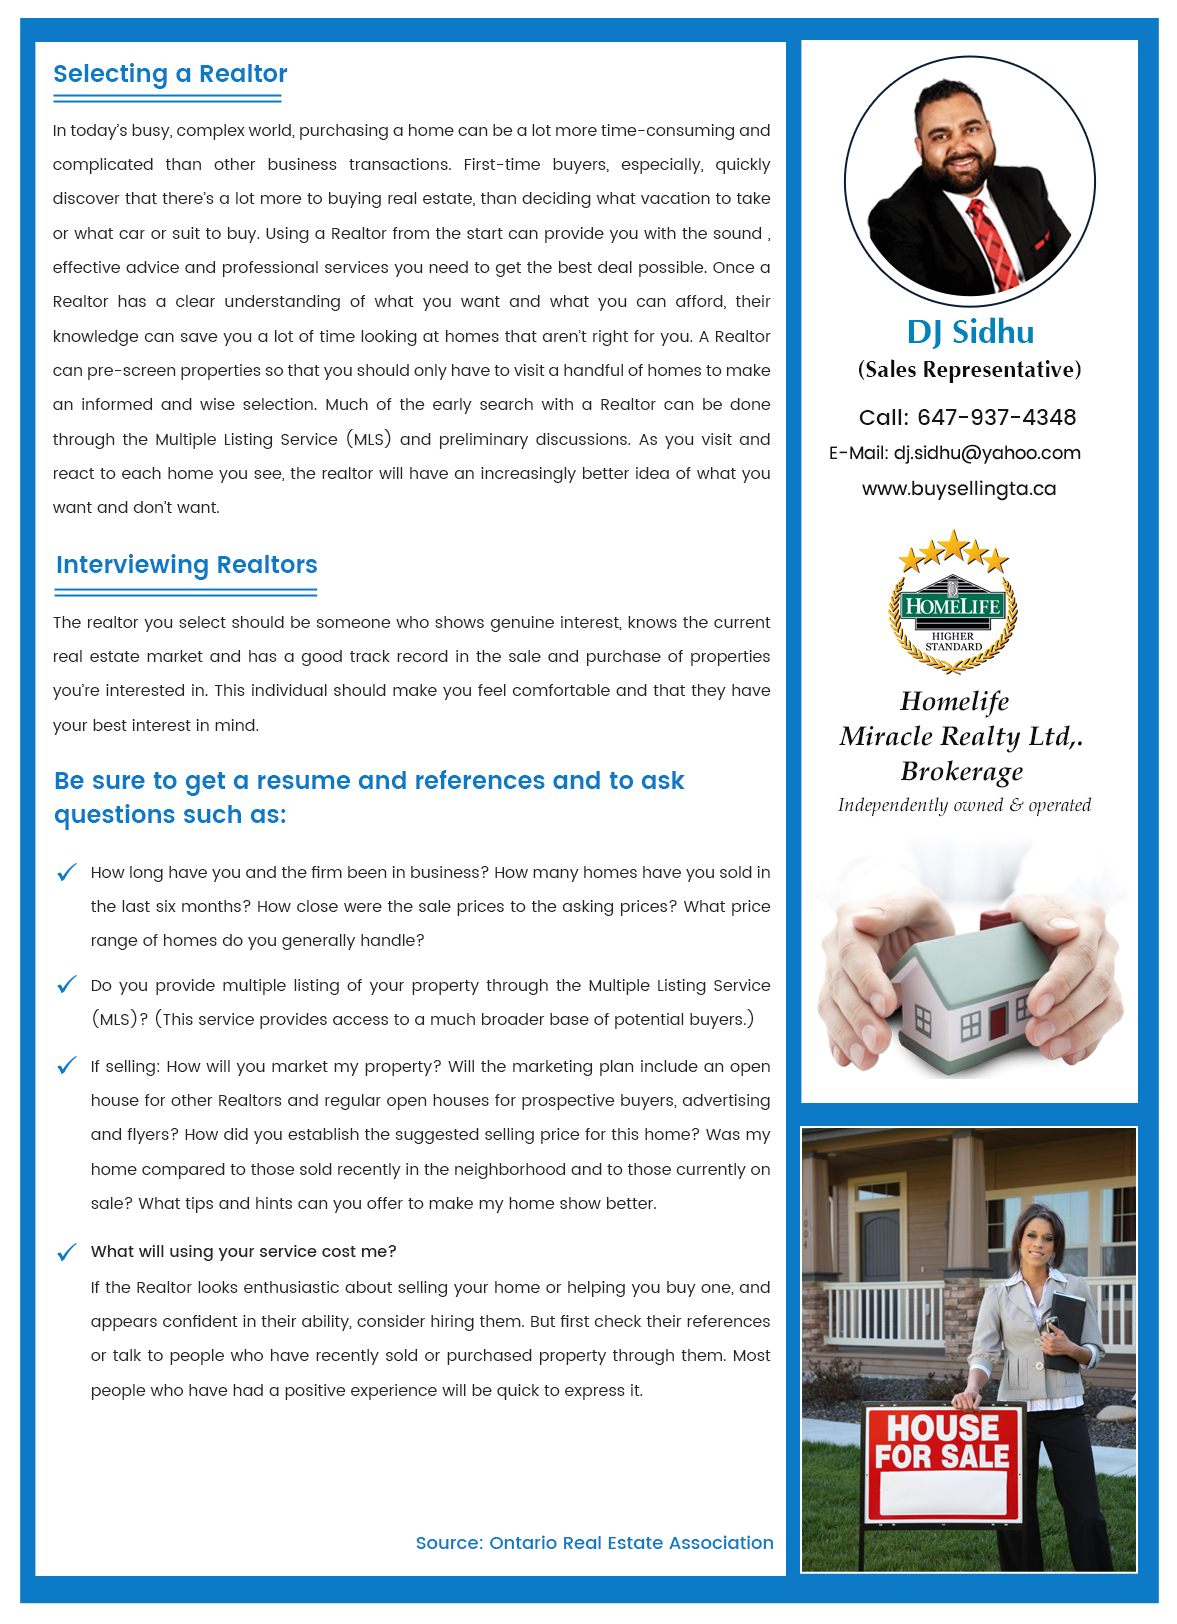 Selecting a Realtor
In today's busy, complex world, purchasing a home can be a lot more time-consuming and
complicated than other business transactions. First-time buyers, especially, quickly
discover that there's a lot more to buying real estate, than deciding what vacation to take
or what car or suit to buy. Using a Realtor from the start can provide you with the sound ,
effective advice and professional services you need to get the best deal possible. Once a
Realtor has a clear understanding of what you want and what you can afford, their
knowledge can save you a lot of time looking at homes that aren't right for you. A Realtor
can pre-screen properties so that you should only have to visit a handful of homes to make
an informed and wise selection. Much of the early search with a Realtor can be done
through the Multiple Listing Service (MLS) and preliminary discussions. As you visit and
react to each home you see, the realtor will have an increasingly better idea of what you
want and don't want.
Interviewing Realtors
The realtor you select should be someone who shows genuine interest, knows the current
real estate market and has a good track record in the sale and purchase of properties
you're interested in. This individual should make you feel comfortable and that they have
your best interest in mind.
Be sure to get a resume and references and to ask
questions such as:
How long have you and the firm been in business? How many homes have you sold in
the last six months? How close were the sale prices to the asking prices? What price
range of homes do you generally handle?
Do you provide multiple listing of your property through the Multiple Listing Service
(MLS)? (This service provides access to a much broader base of potential buyers.)
If selling: How will you market my property? Will the marketing plan include an open
house for other Realtors and regular open houses for prospective buyers, advertising
and flyers? How did you establish the suggested selling price for this home? Was my
home compared to those sold recently in the neighborhood and to those currently on
sale? What tips and hints can you offer to make my home show better.
What will using your service cost me?
If the Realtor looks enthusiastic about selling your home or helping you buy one, and
appears confident in their ability, consider hiring them. But first check their references
or talk to people who have recently sold or purchased property through them. Most
people who have had a positive experience will be quick to express it.
Source: Ontario Real Estate Association
DJ Sidhu
(Sales Representative)
Call: 647-937-4348
E-Mail: dj.sidhu@yahoo.com
www.buysellingta.ca
HOMELIFE
HIGHER
STANDARD
Homelife
Miracle Realty Ltd,.
Brokerage
Independently owned & operated
1004
HOUSE
FOR SALE